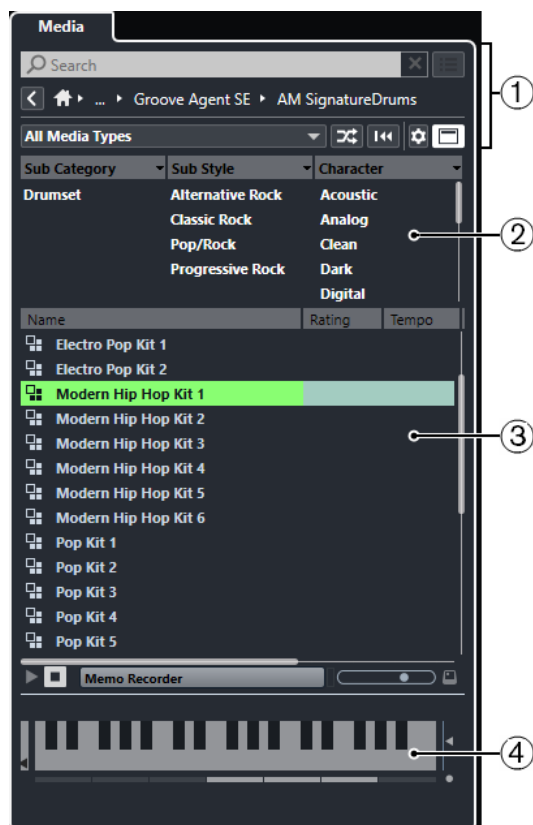 Media
Search
... Groove Agent SE AM SignatureDrums
1
All Media Types
Sub Category Sub Style Character
Drumset Alternative Rock Acoustic
Classic Rock Analog
2
Pop/Rock Clean
Progressive Rock Dark
Digital
Name Rating Tempo
Electro Pop Kit 1
Electro Pop Kit 2
Modern Hip Hop Kit 1
Modern Hip Hop Kit 2
3
Modern Hip Hop Kit 3
Modern Hip Hop Kit 4
Modern Hip Hop Kit 5
Modern Hip Hop Kit 6
Pop Kit 1
Pop Kit 2
Pop Kit 3
Pop Kit 4
Pop Kit 5
Memo Recorder
4